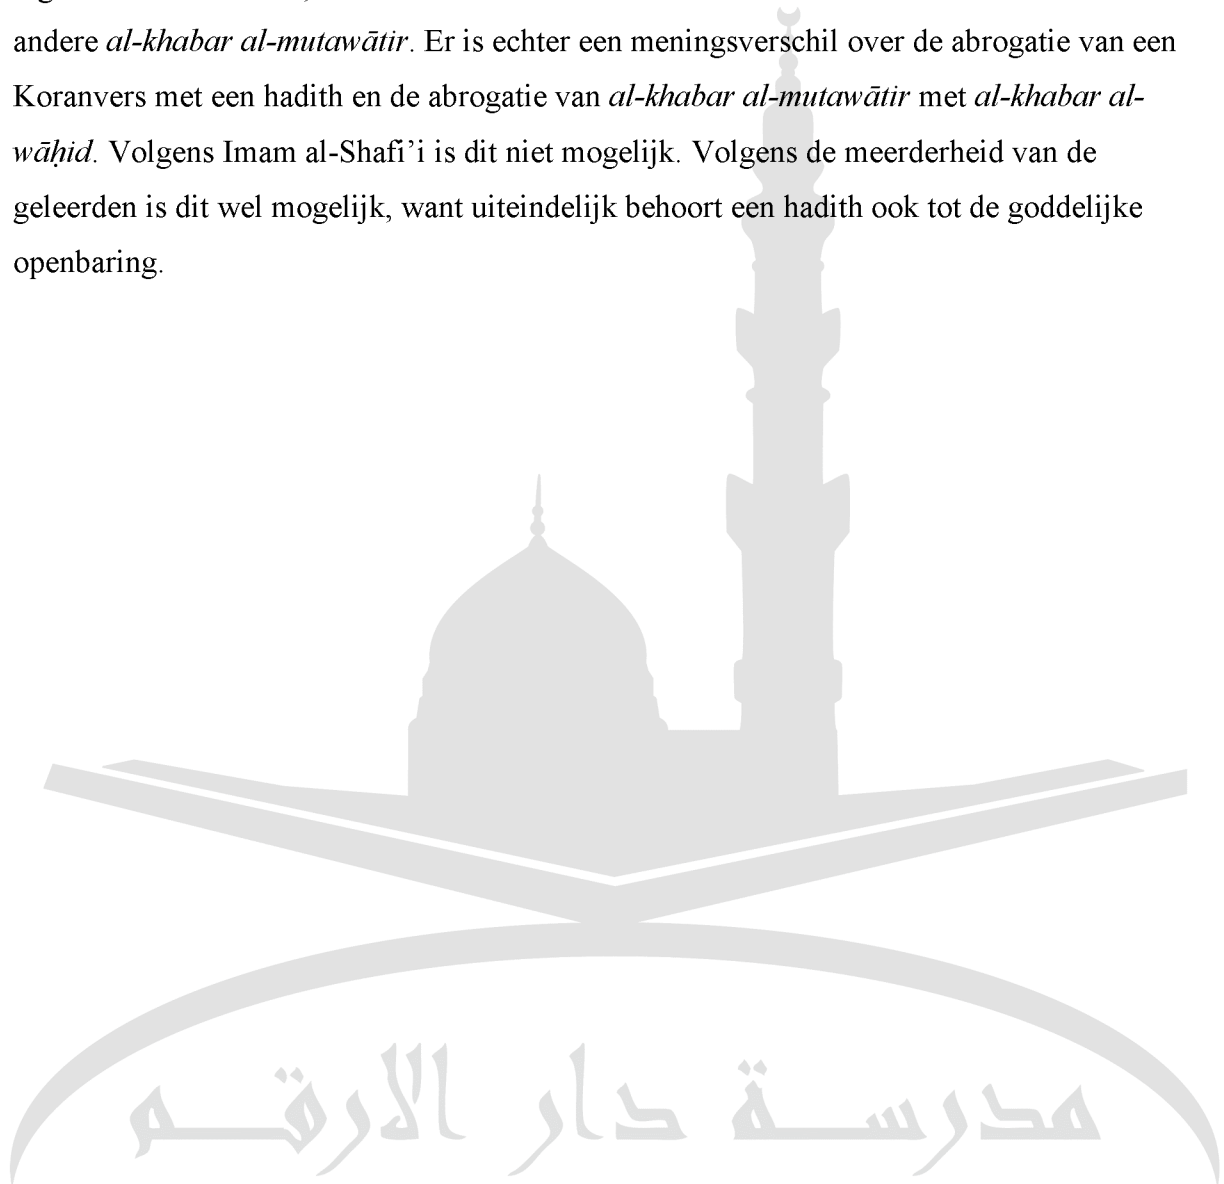 andere al-khabar al-mutawātir. Er is echter een meningsverschil over de abrogatie van een
Koranvers met een hadith en de abrogatie van al-khabar al-mutawātir met al-khabar al-
wāḥid. Volgens Imam al-Shafi’i is dit niet mogelijk. Volgens de meerderheid van de
geleerden is dit wel mogelijk, want uiteindelijk behoort een hadith ook tot de goddelijke
openbaring.
مدرسة دار الارقم